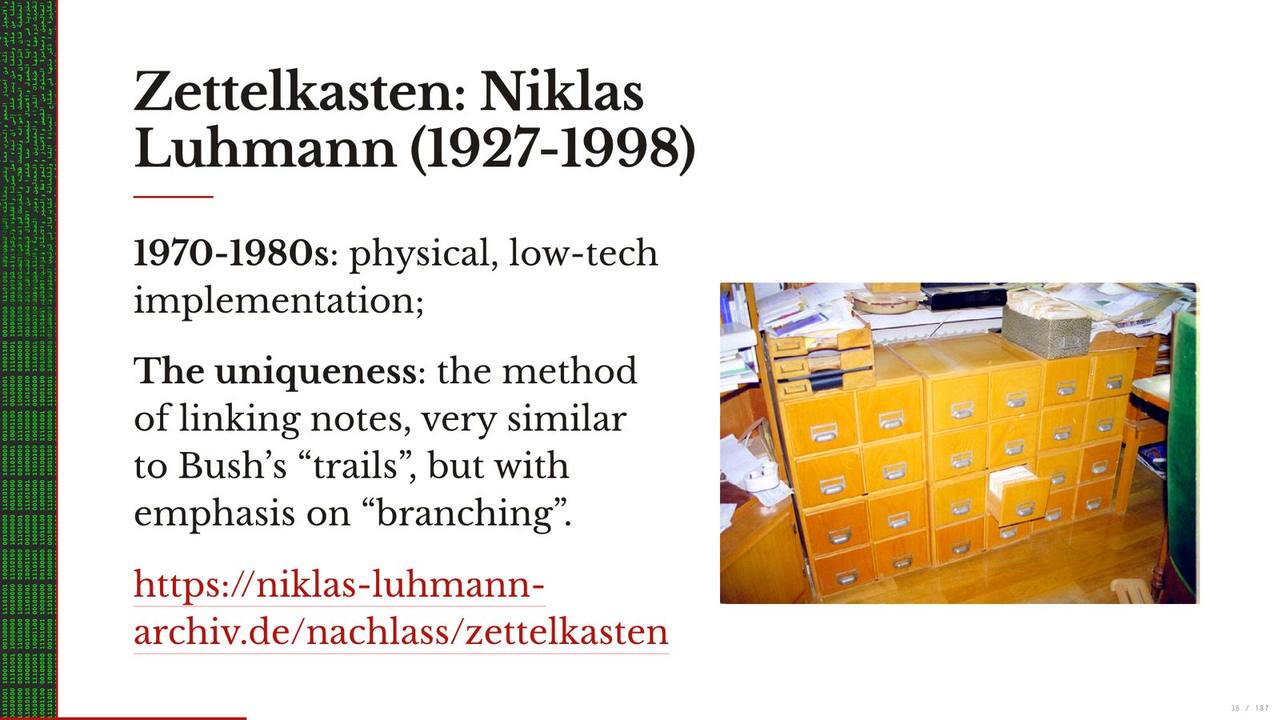 Zettelkasten: Niklas
Luhmann (1927-1998)
1970-1980s: physical, low-tech
implementation;
The uniqueness: the method
of linking notes, very similar
to Bush’s “trails”, but with
emphasis on “branching”.
https://niklas-luhmann-
archiv.de/nachlass/zettelkasten
36 / 187